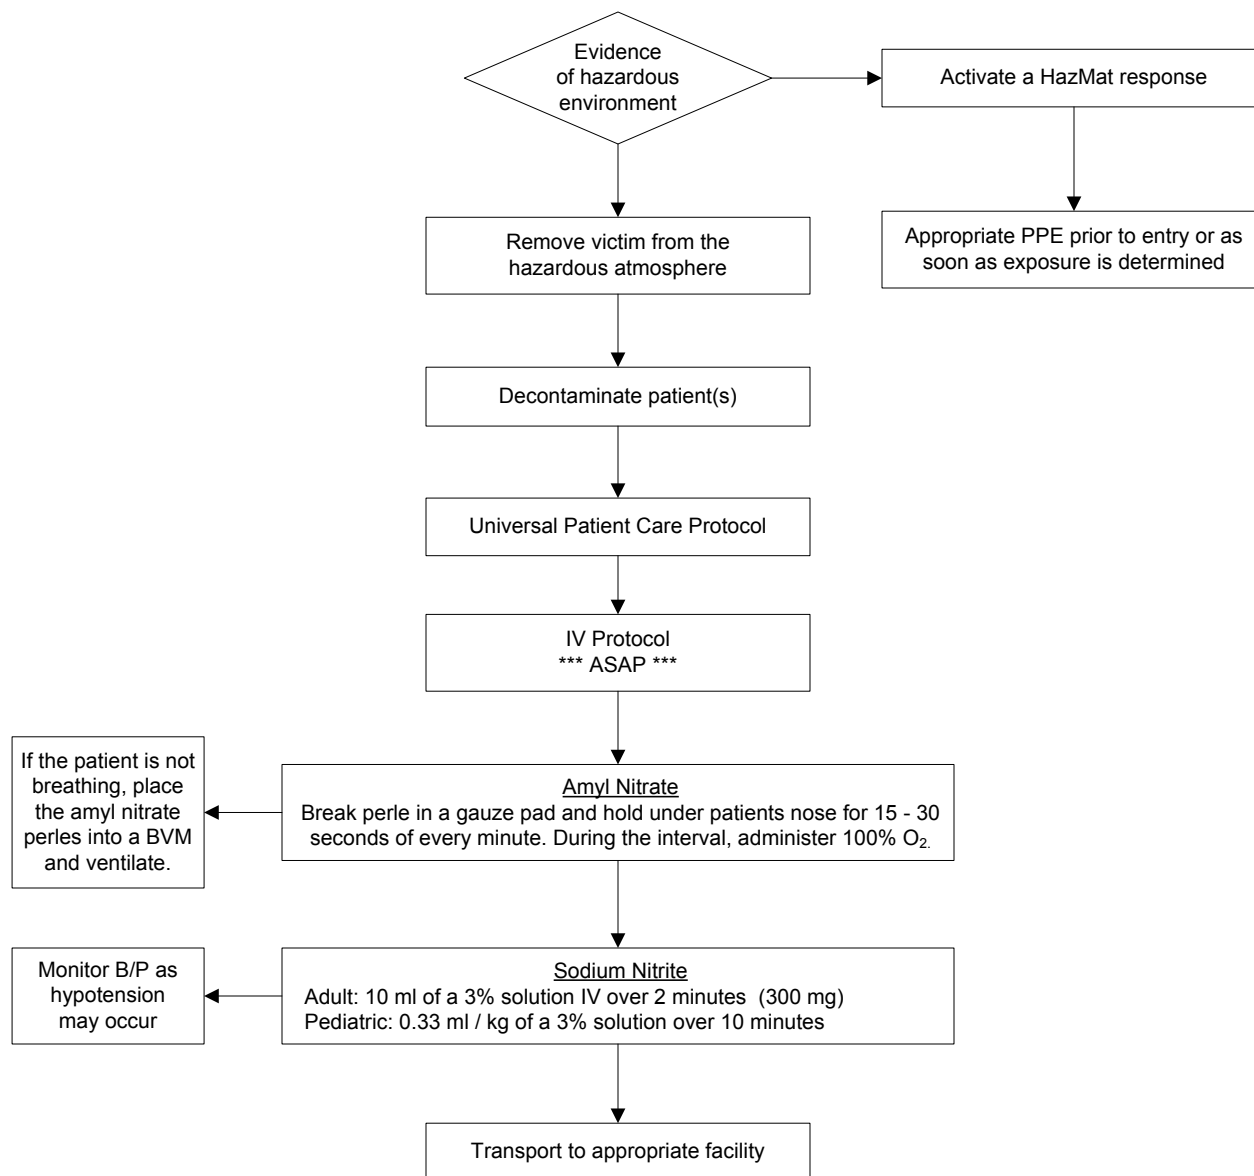 Evidence
of hazardous
environment
Activate a HazMat response
Appropriate PPE prior to entry or as
soon as exposure is determined
Remove victim from the
hazardous atmosphere
Decontaminate patient(s)
Universal Patient Care Protocol
IV Protocol
*** ASAP ***
Amyl Nitrate
Break perle in a gauze pad and hold under patients nose for 15 - 30
seconds of every minute. During the interval, administer 100% O₂.
If the patient is not
breathing, place
the amyl nitrate
perles into a BVM
and ventilate.
Sodium Nitrite
Adult: 10 ml of a 3% solution IV over 2 minutes (300 mg)
Pediatric: 0.33 ml / kg of a 3% solution over 10 minutes
Monitor B/P as
hypotension
may occur
Transport to appropriate facility